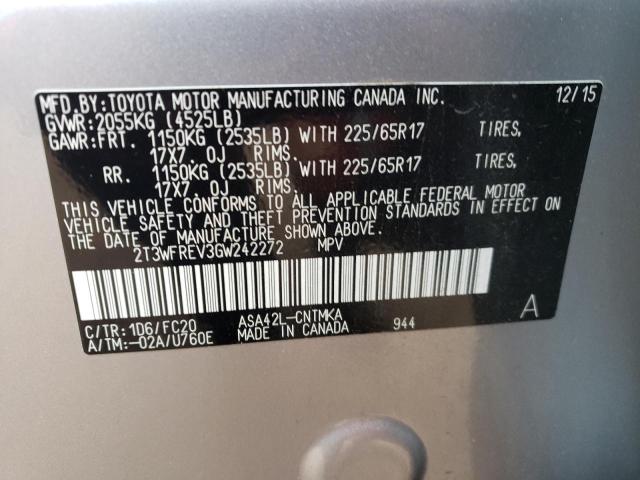 MFD.BY:TOYOTA MOTOR MANUFACTURING CANADA INC. 12/15
GVWR:2055KG (4525LB)
GAWR:FRT. 1150KG (2535LB) WITH 225/65R17 TIRES,
17X7. 0J RIMS.
RR. 1150KG (2535LB) WITH 225/65R17 TIRES,
17X7. 0J RIMS.
THIS VEHICLE CONFORMS TO ALL APPLICABLE FEDERAL MOTOR
VEHICLE SAFETY AND THEFT PREVENTION STANDARDS IN EFFECT ON
THE DATE OF MANUFACTURE SHOWN ABOVE.
2T3WFREV3GW242272 MPV
C/TR:1D6/FC20 ASA42L-CNTMKA A
A/TM:-02A/U760E MADE IN CANADA 944